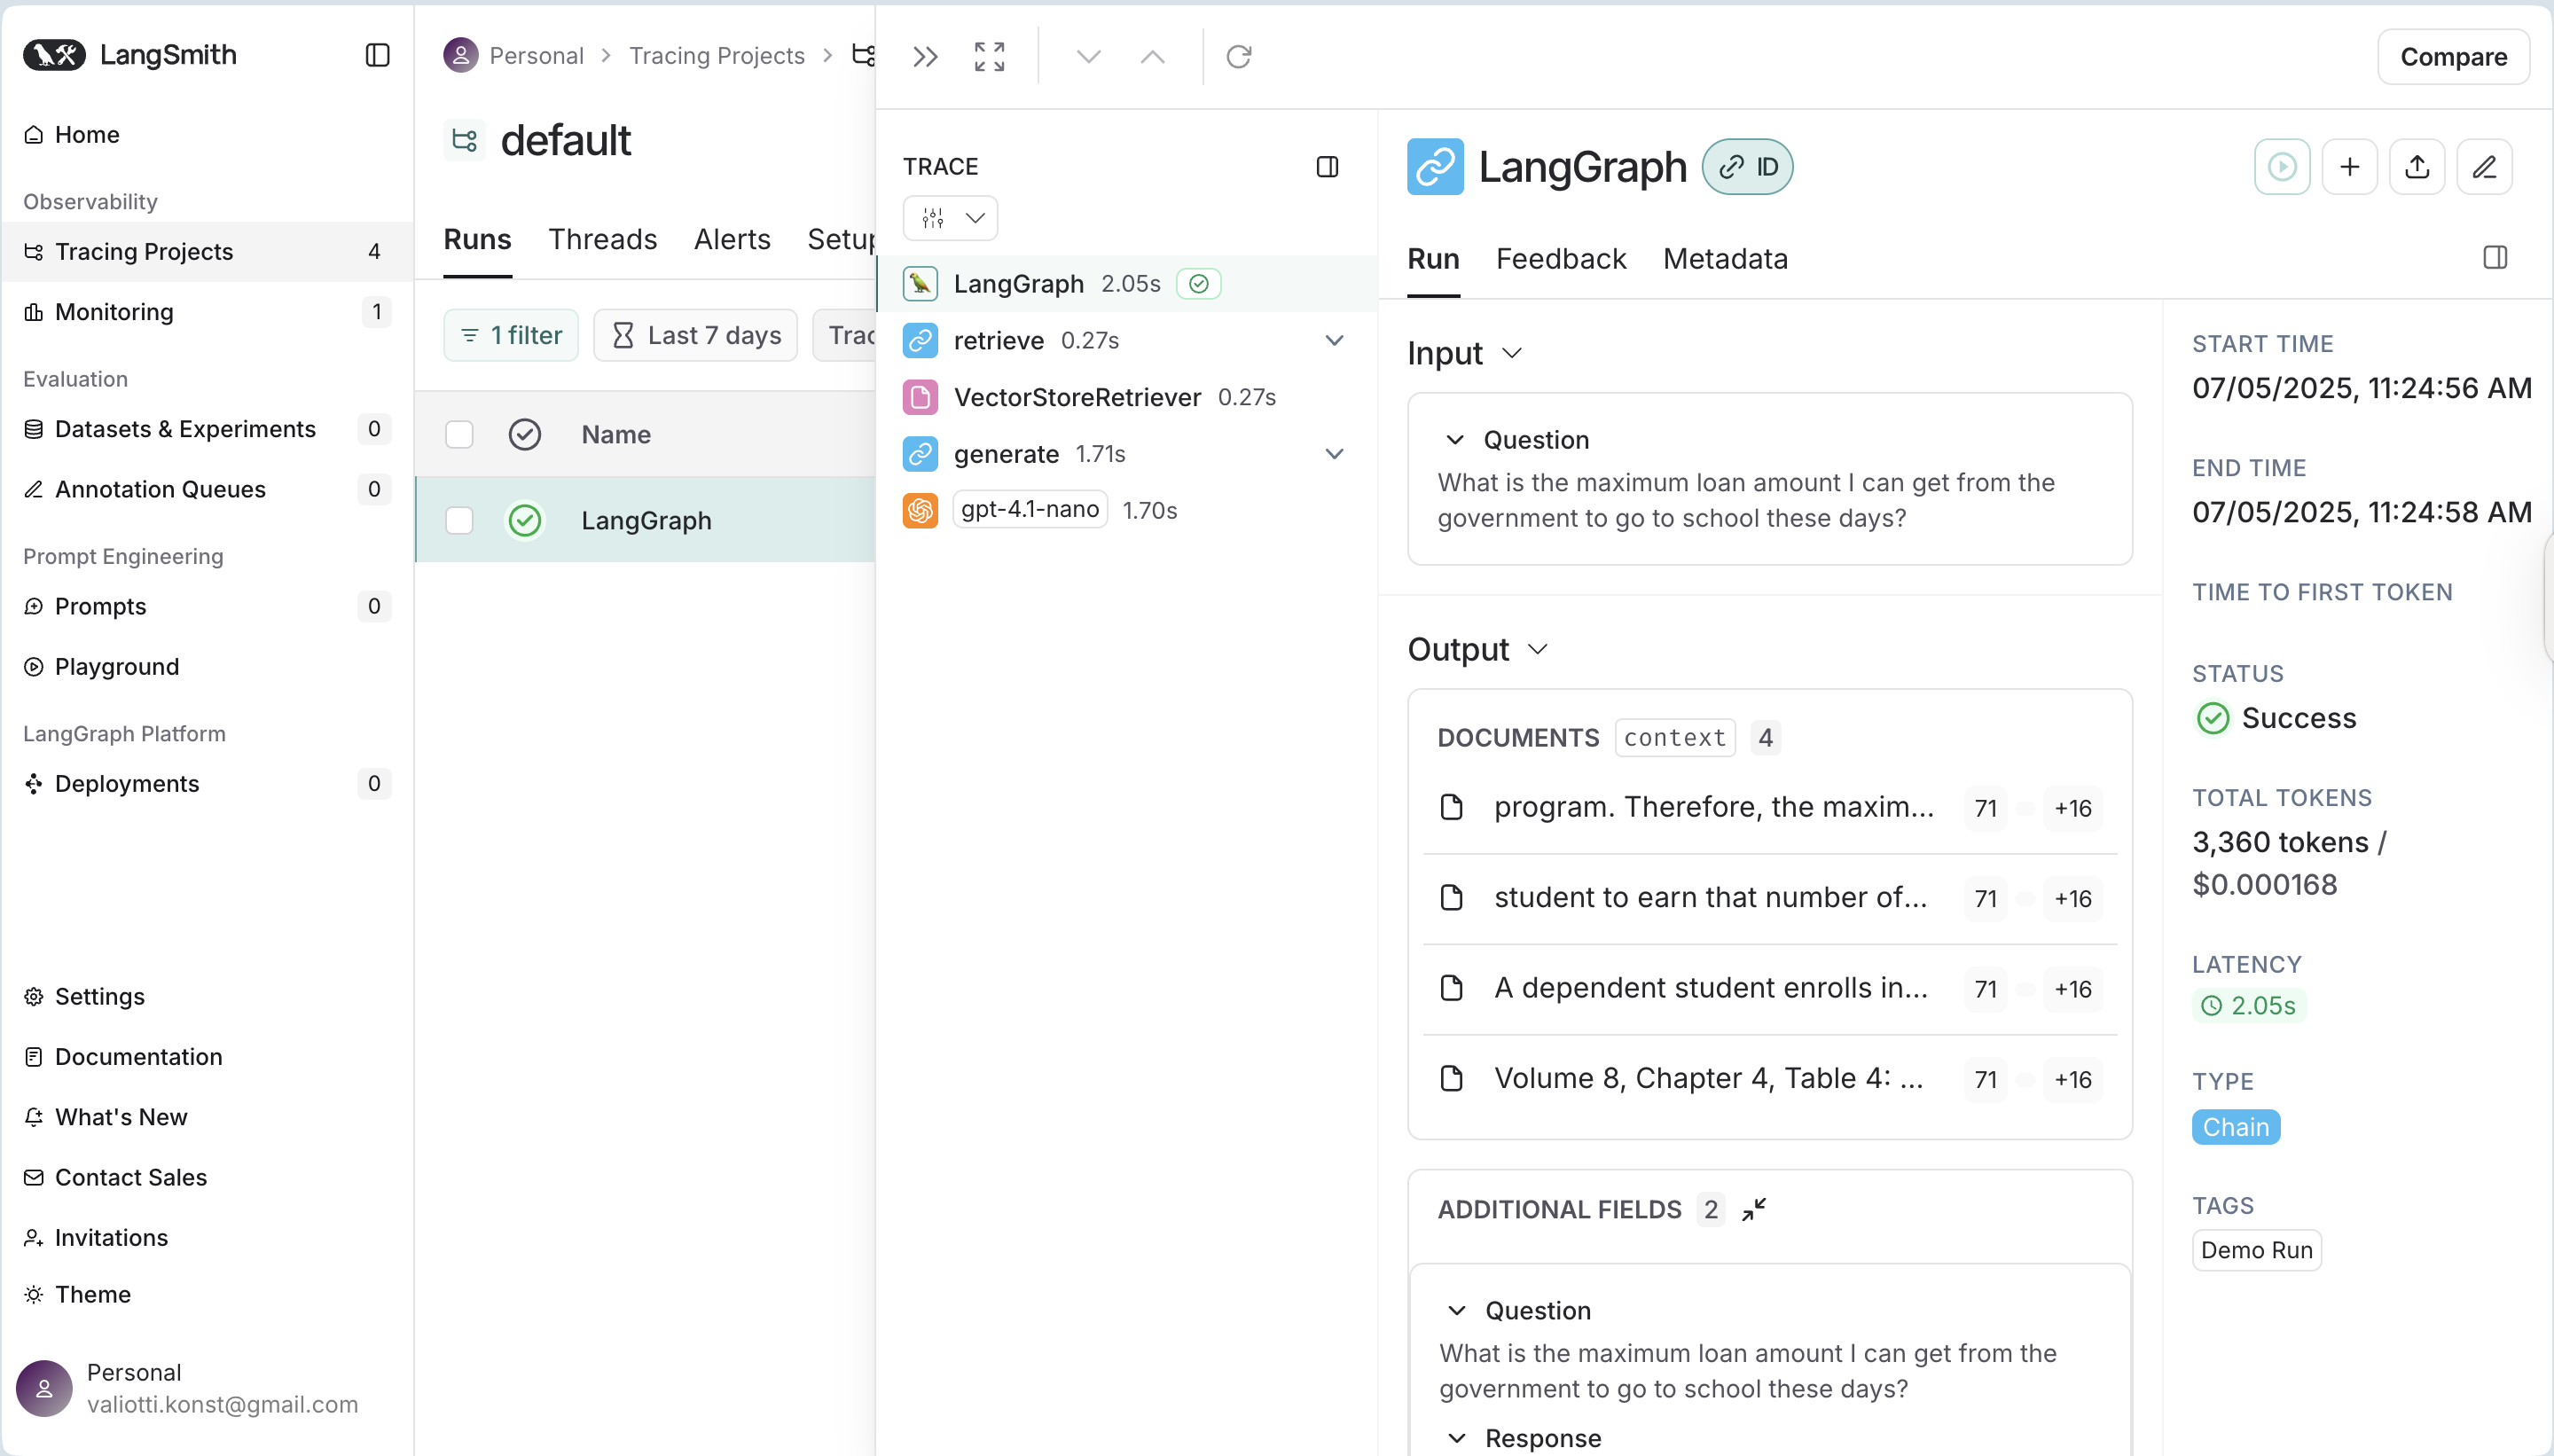 LangSmith
Home
Observability
Tracing Projects 4
Monitoring 1
Evaluation
Datasets & Experiments 0
Annotation Queues 0
Prompt Engineering
Prompts 0
Playground
LangGraph Platform
Deployments 0
Settings
Documentation
What's New
Contact Sales
Invitations
Theme
Personal
valiotti.konst@gmail.com
Personal > Tracing Projects >
default
Runs Threads Alerts Setup
1 filter Last 7 days Trac
Name
LangGraph
Compare
TRACE
LangGraph 2.05s
retrieve 0.27s
VectorStoreRetriever 0.27s
generate 1.71s
gpt-4.1-nano 1.70s
LangGraph ID
Run Feedback Metadata
Input
Question
What is the maximum loan amount I can get from the
government to go to school these days?
Output
DOCUMENTS context 4
program. Therefore, the maxim... 71 +16
student to earn that number of... 71 +16
A dependent student enrolls in... 71 +16
Volume 8, Chapter 4, Table 4: ... 71 +16
ADDITIONAL FIELDS 2
Question
What is the maximum loan amount I can get from the
government to go to school these days?
Response
START TIME
07/05/2025, 11:24:56 AM
END TIME
07/05/2025, 11:24:58 AM
TIME TO FIRST TOKEN
STATUS
Success
TOTAL TOKENS
3,360 tokens /
$0.000168
LATENCY
2.05s
TYPE
Chain
TAGS
Demo Run